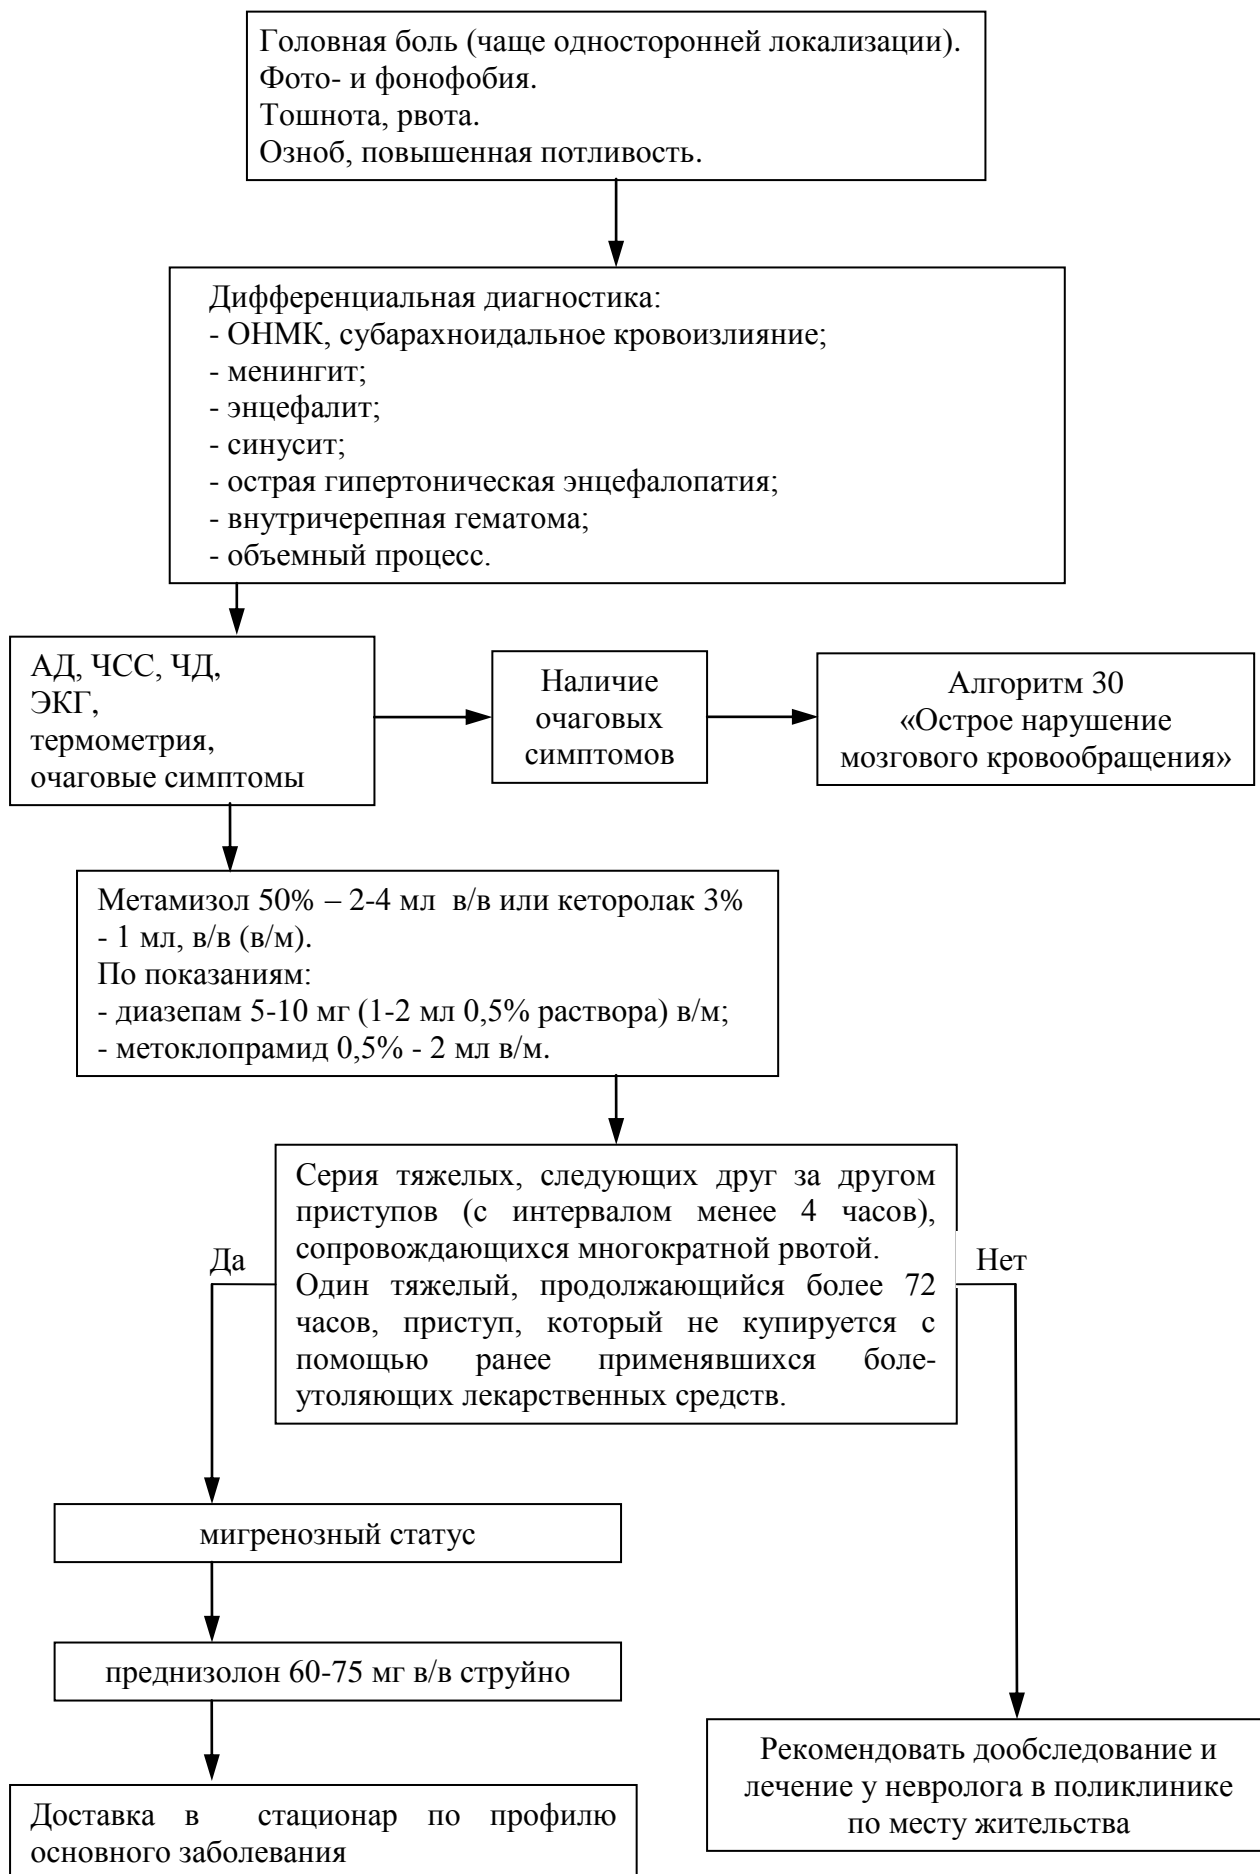 Головная боль (чаще односторонней локализации).
Фото- и фонофобия.
Тошнота, рвота.
Озноб, повышенная потливость.
Дифференциальная диагностика:
- ОНМК, субарахноидальное кровоизлияние;
- менингит;
- энцефалит;
- синусит;
- острая гипертоническая энцефалопатия;
- внутричерепная гематома;
- объемный процесс.
АД, ЧСС, ЧД,
ЭКГ,
термометрия,
очаговые симптомы
Наличие
очаговых
симптомов
Алгоритм 30
«Острое нарушение
мозгового кровообращения»
Метамизол 50% – 2-4 мл в/в или кеторолак 3%
- 1 мл, в/в (в/м).
По показаниям:
- диазепам 5-10 мг (1-2 мл 0,5% раствора) в/м;
- метоклопрамид 0,5% - 2 мл в/м.
Серия тяжелых, следующих друг за другом
приступов (с интервалом менее 4 часов),
сопровождающихся многократной рвотой.
Один тяжелый, продолжающийся более 72
часов, приступ, который не купируется с
помощью ранее применявшихся боле-
утоляющих лекарственных средств.
Да
Нет
мигренозный статус
преднизолон 60-75 мг в/в струйно
Доставка в стационар по профилю
основного заболевания
Рекомендовать дообследование и
лечение у невролога в поликлинике
по месту жительства